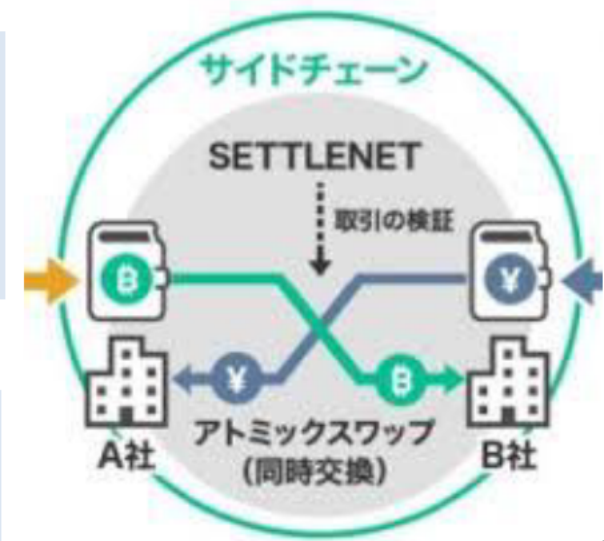 サイドチェーン
SETTLENET
取引の検証
B
¥
¥
B
アトミックスワップ
(同時交換)
A社
B社